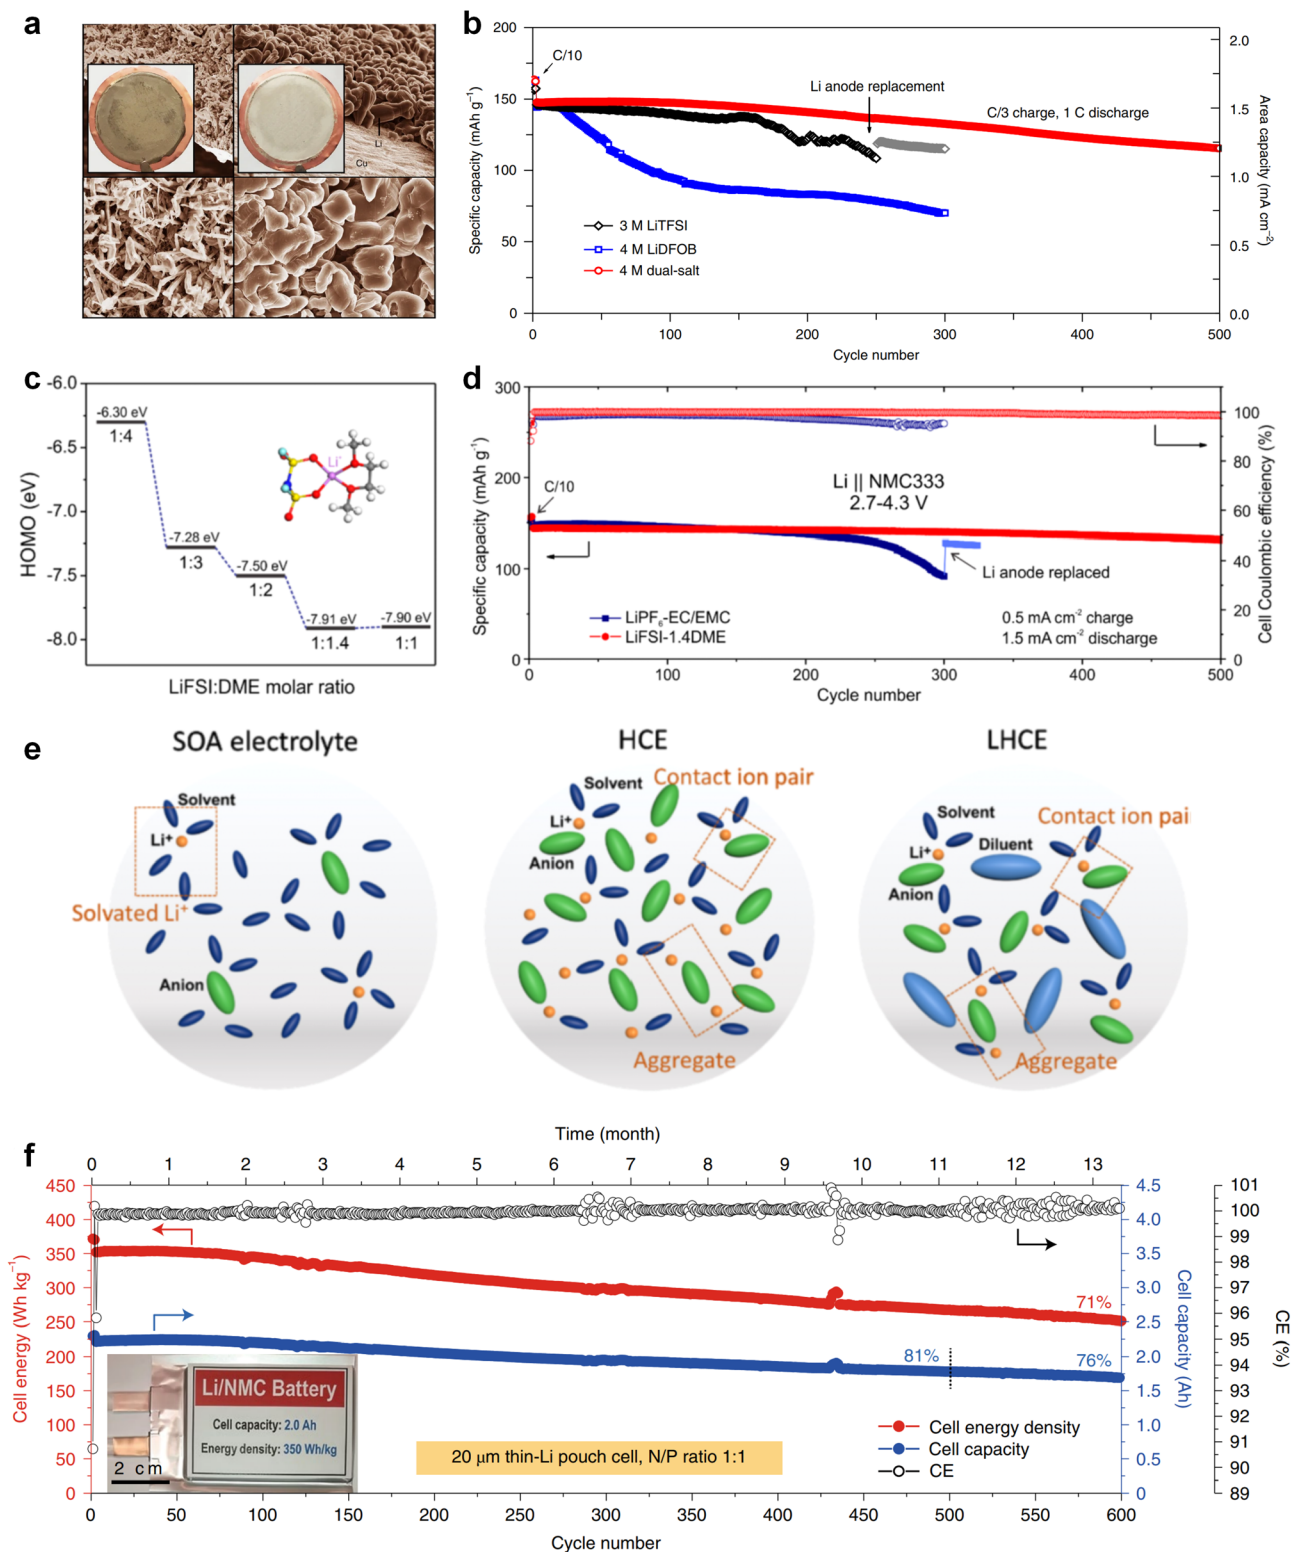 a
Li
Cu
b
200
150
100
50
0
Specific capacity (mAh g⁻¹)
C/10
Li anode replacement
C/3 charge, 1 C discharge
3 M LiTFSI
4 M LiDFOB
4 M dual-salt
2.0
1.5
1.0
0.5
0.0
Area capacity (mA cm⁻²)
0 100 200 300 400 500
Cycle number
c
-6.0
-6.5
-7.0
-7.5
-8.0
HOMO (eV)
-6.30 eV
1:4
-7.28 eV
1:3
-7.50 eV
1:2
-7.91 eV
1:1.4
-7.90 eV
1:1
Li⁺
LiFSI:DME molar ratio
d
300
200
100
0
Specific capacity (mAh g⁻¹)
C/10
Li || NMC333
2.7-4.3 V
Li anode replaced
LiPF₆-EC/EMC
LiFSI-1.4DME
0.5 mA cm⁻² charge
1.5 mA cm⁻² discharge
100
80
60
40
20
0
Cell Coulombic efficiency (%)
0 100 200 300 400 500
Cycle number
e
SOA electrolyte
Solvent
Li⁺
Solvated Li⁺
Anion
HCE
Solvent
Contact ion pair
Li⁺
Anion
Aggregate
LHCE
Solvent
Contact ion pai
Diluent
Li⁺
Anion
Aggregate
f
Time (month)
0 1 2 3 4 5 6 7 8 9 10 11 12 13
450
400
350
300
250
200
150
100
50
0
Cell energy (Wh kg⁻¹)
71%
81%
76%
Li/NMC Battery
Cell capacity: 2.0 Ah
Energy density: 350 Wh/kg
2 cm
20 μm thin-Li pouch cell, N/P ratio 1:1
Cell energy density
Cell capacity
CE
4.5
4.0
3.5
3.0
2.5
2.0
1.5
1.0
0.5
0
Cell capacity (Ah)
101
100
99
98
97
96
95
94
93
92
91
90
89
CE (%)
0 50 100 150 200 250 300 350 400 450 500 550 600
Cycle number